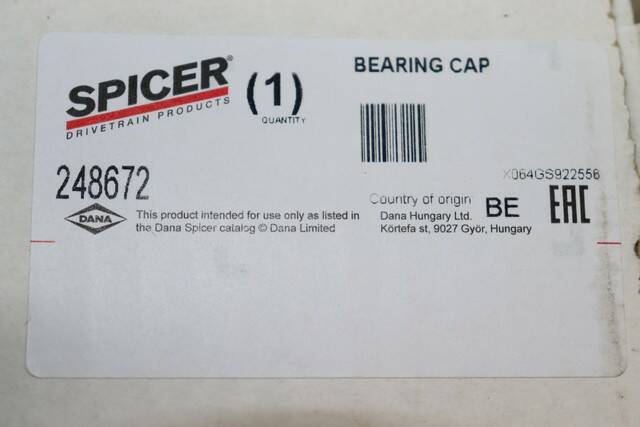 SPICER®
DRIVETRAIN PRODUCTS
(1)
QUANTITY
BEARING CAP
248672
X064GS922556
DANA
This product intended for use only as listed in
the Dana Spicer catalog © Dana Limited
Country of origin BE
Dana Hungary Ltd.
Körtefa st, 9027 Győr, Hungary
EAC